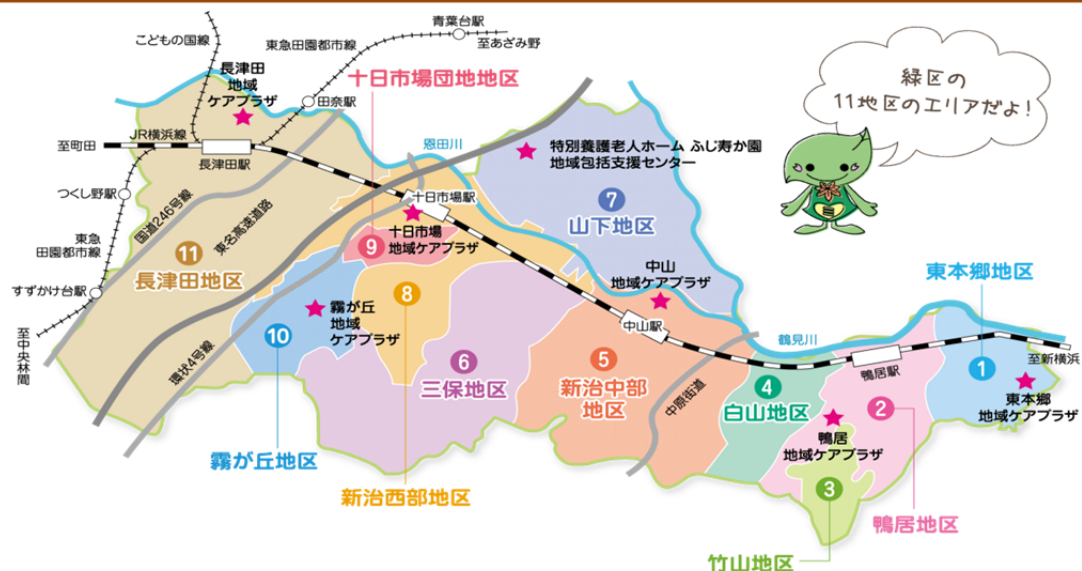 青葉台駅
こどもの国線
東急田園都市線
至あざみ野
長津田
地域
ケアプラザ
十日市場団地地区
緑区の
11地区のエリアだよ!
田奈駅
JR横浜線
至町田
長津田駅
恩田川
特別養護老人ホーム ふじ寿か園
地域包括支援センター
つくし野駅
国道246号線
東名高速道路
十日市場駅
7
山下地区
東急
田園都市線
11
長津田地区
9
十日市場
地域ケアプラザ
中山
地域ケアプラザ
東本郷地区
すずかけ台駅
8
霧が丘
地域
ケアプラザ
10
環状4号線
至中央林間
中山駅
鶴見川
鴨居駅
至新横浜
6
三保地区
5
新治中部
地区
中原街道
4
白山地区
1
東本郷
地域ケアプラザ
2
鴨居
地域ケアプラザ
霧が丘地区
新治西部地区
3
鴨居地区
竹山地区